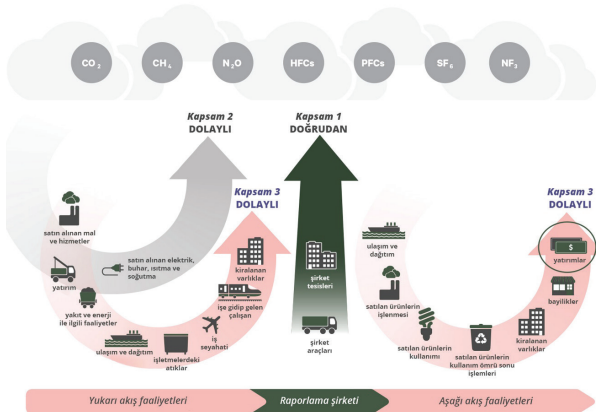 CO₂
CH₄
N₂O
HFCs
PFCs
SF₆
NF₃
Kapsam 2
DOLAYLI
Kapsam 1
DOĞRUDAN
Kapsam 3
DOLAYLI
Kapsam 3
DOLAYLI
satın alınan mal
ve hizmetler
yatırım
satın alınan elektrik,
buhar, ısıtma ve
soğutma
yakıt ve enerji
ile ilgili faaliyetler
ulaşım ve dağıtım
işletmelerdeki
atıklar
iş
seyahati
işe gidip gelen
çalışan
kiralanan
varlıklar
şirket
tesisleri
şirket
araçları
ulaşım ve
dağıtım
satılan ürünlerin
işlenmesi
satılan ürünlerin
kullanımı
satılan ürünlerin
kullanım ömrü sonu
işlemleri
kiralanan
varlıklar
bayilikler
$
yatırımlar
Yukarı akış faaliyetleri
Raporlama şirketi
Aşağı akış faaliyetleri